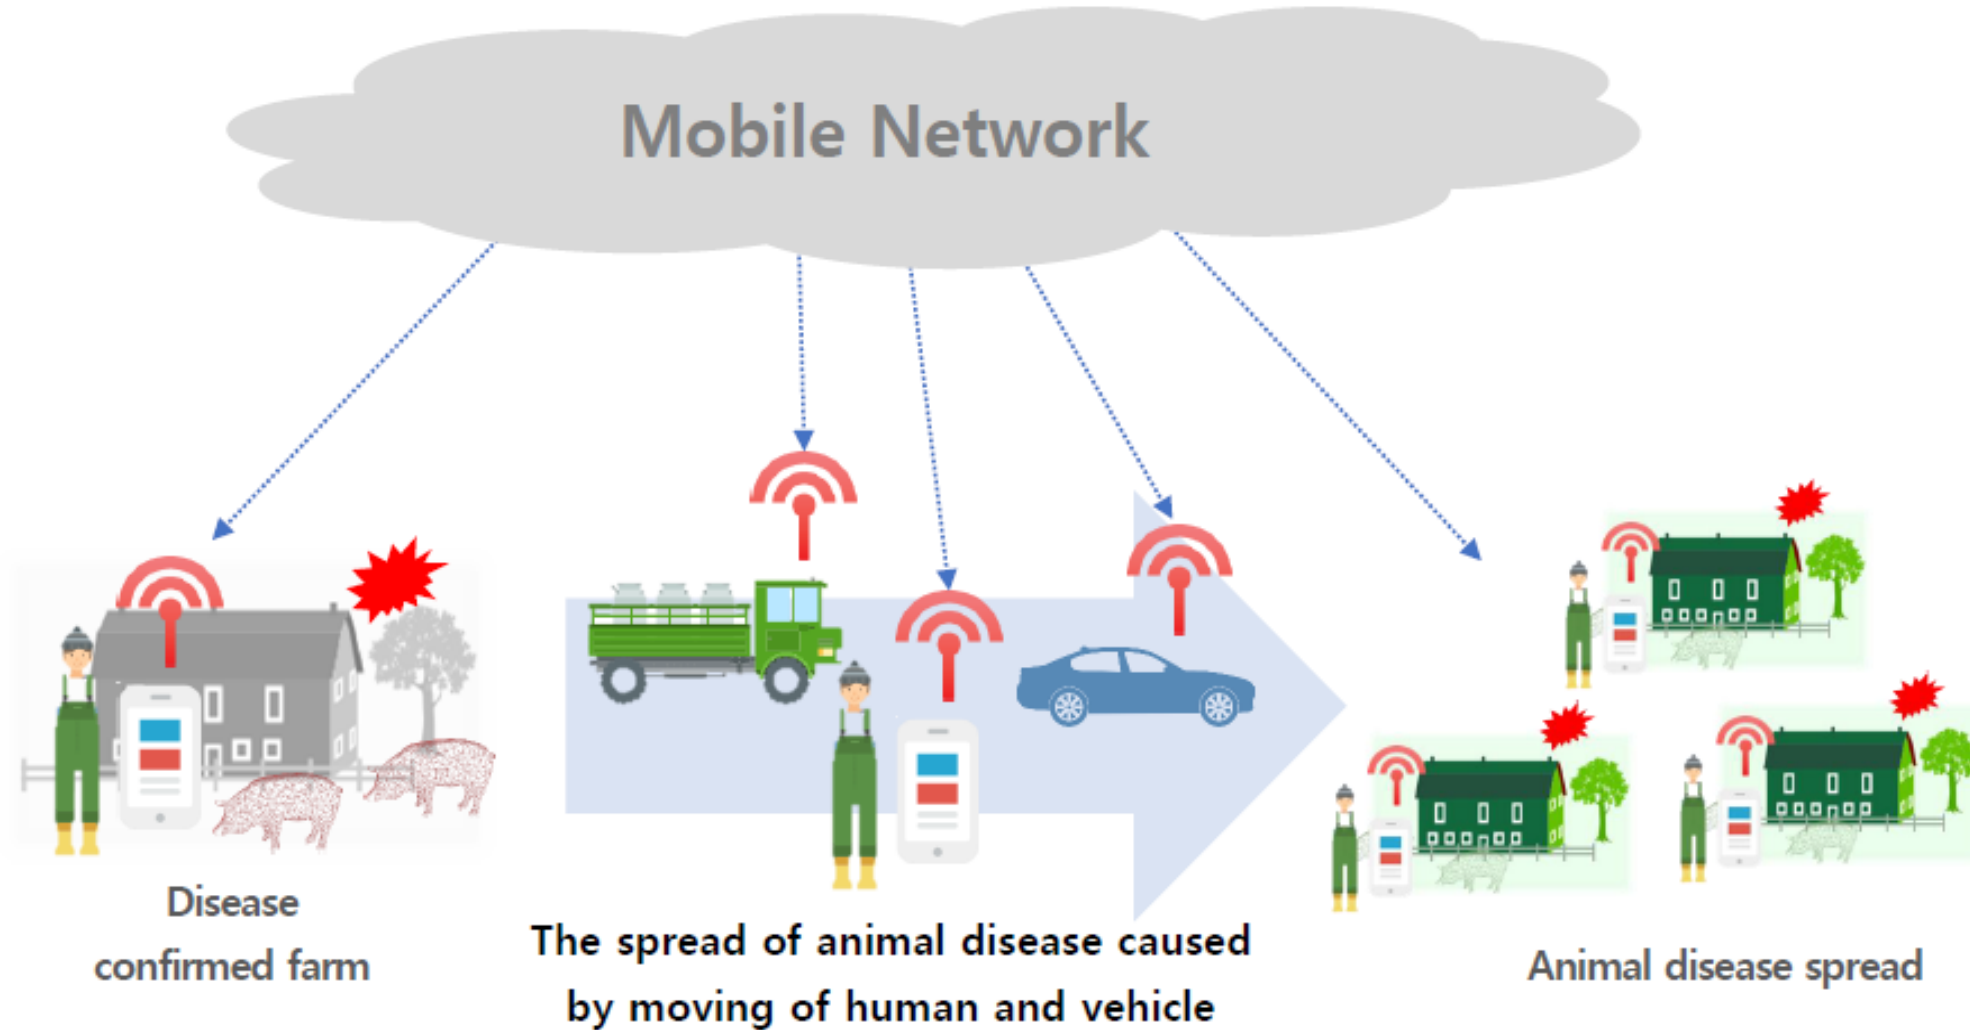 Mobile Network
Disease
confirmed farm
The spread of animal disease caused
by moving of human and vehicle
Animal disease spread